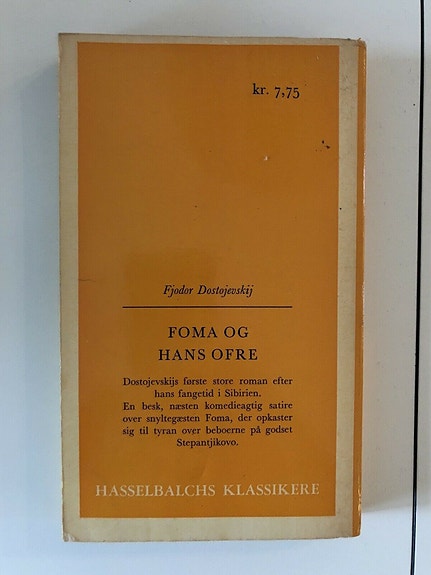 kr. 7,75
Fjodor Dostojevskij
FOMA OG
HANS OFRE
Dostojevskijs første store roman efter
hans fangetid i Sibirien.
En besk, næsten komedieagtig satire
over snyltegæsten Foma, der opkaster
sig til tyran over beboerne på godset
Stepantjikovo.
HASSELBALCHS KLASSIKERE